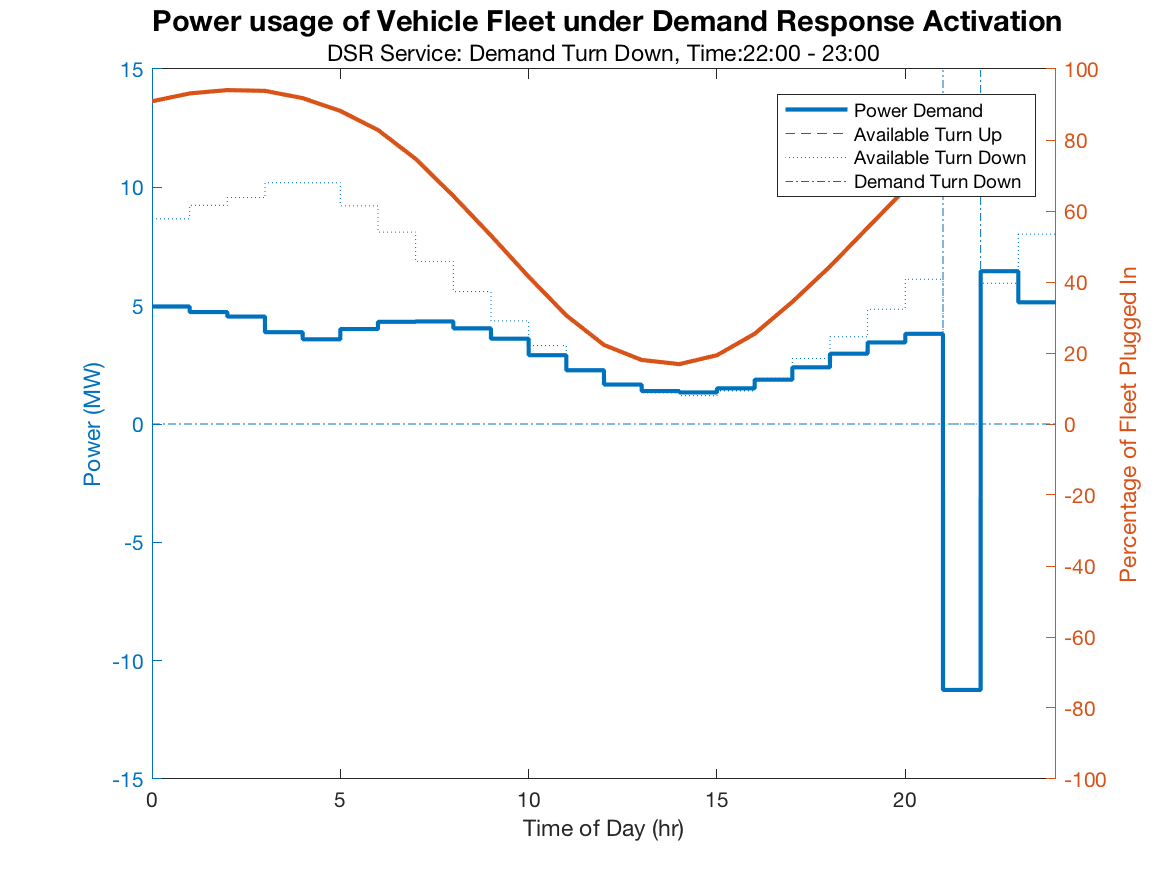 Power usage of Vehicle Fleet under Demand Response Activation
DSR Service: Demand Turn Down, Time:22:00 - 23:00
15
10
5
0
-5
-10
-15
Power (MW)
100
80
60
40
20
0
-20
-40
-60
-80
-100
Percentage of Fleet Plugged In
Power Demand
Available Turn Up
Available Turn Down
Demand Turn Down
0
5
10
15
20
Time of Day (hr)